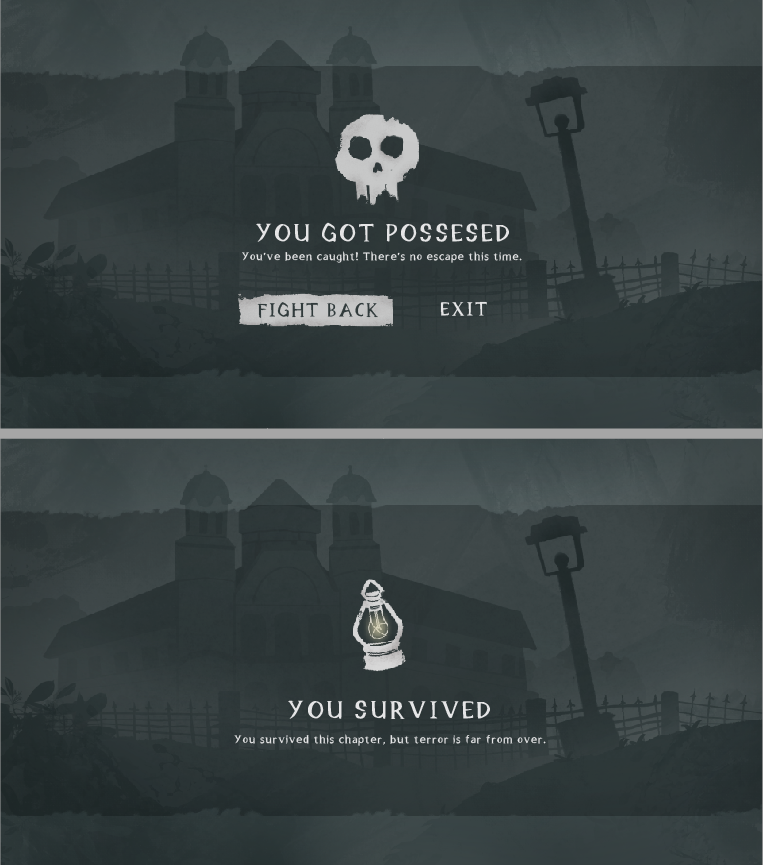 YOU GOT POSSESED
You've been caught! There's no escape this time.
FIGHT BACK EXIT
YOU SURVIVED
You survived this chapter, but terror is far from over.